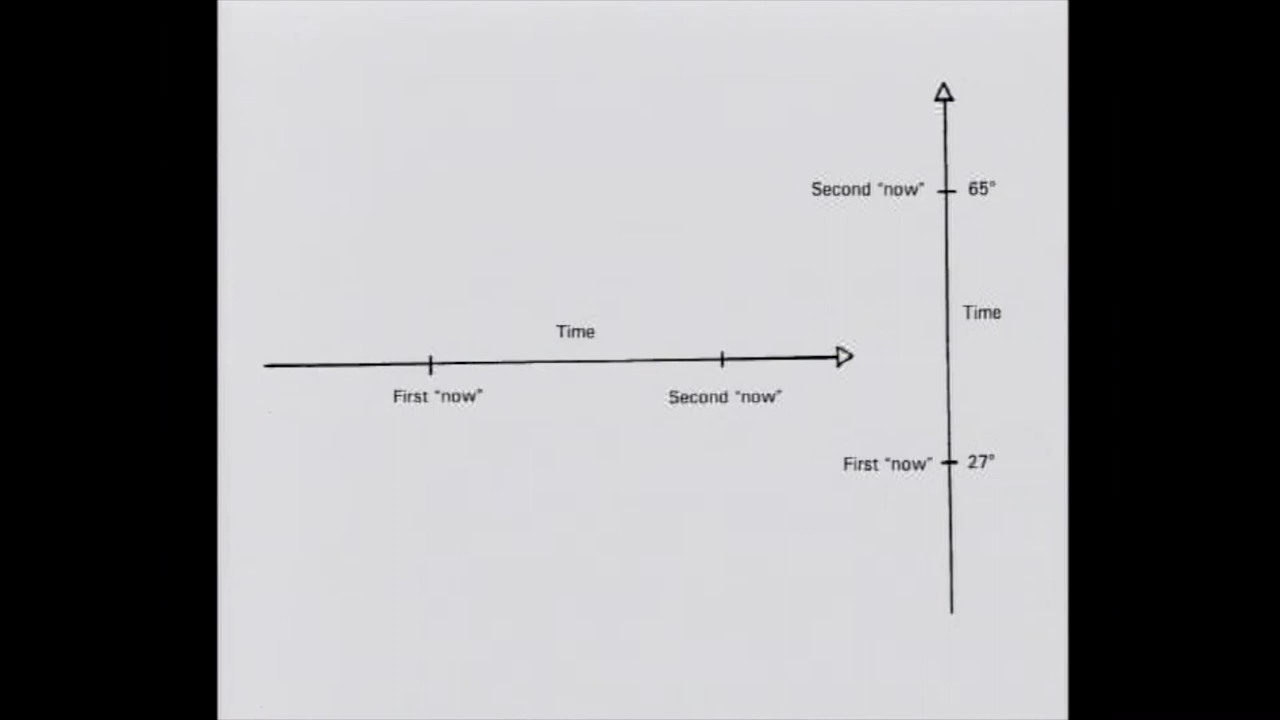 Time
First "now"
Second "now"
Second "now" 65°
Time
First "now" 27°